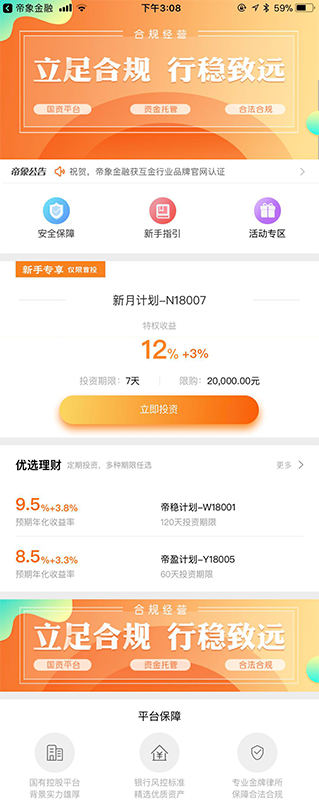 帝象金融
下午3:08
59%
合规经营
立足合规 行稳致远
国资平台 资金托管 合法合规
帝象公告 祝贺,帝象金融获互金行业品牌官网认证
安全保障 新手指引 活动专区
新手专享 仅限首投
新月计划-N18007
特权收益
12% +3%
投资期限: 7天 限购: 20,000.00元
立即投资
优选理财 定期投资,多种期限任选 更多
9.5%+3.8% 帝稳计划-W18001
预期年化收益率 120天投资期限
8.5%+3.3% 帝盈计划-Y18005
预期年化收益率 60天投资期限
合规经营
立足合规 行稳致远
国资平台 资金托管 合法合规
平台保障
国有控股平台 银行风控标准 专业金牌律所
背景实力雄厚 精选优质资产 保障合法合规